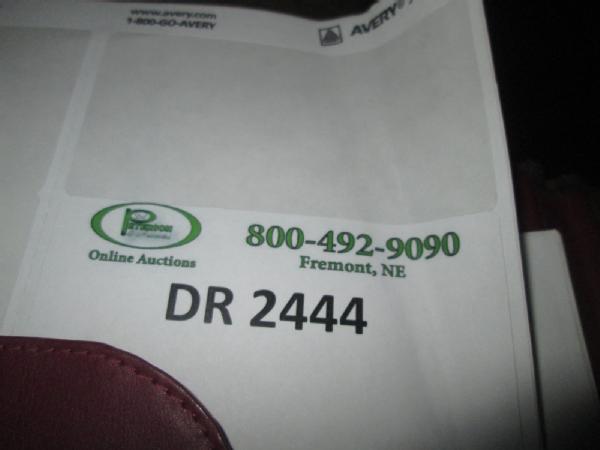 www.avery.com
1-800-GO-AVERY
AVERY®
Online Auctions
800-492-9090
Fremont, NE
DR 2444